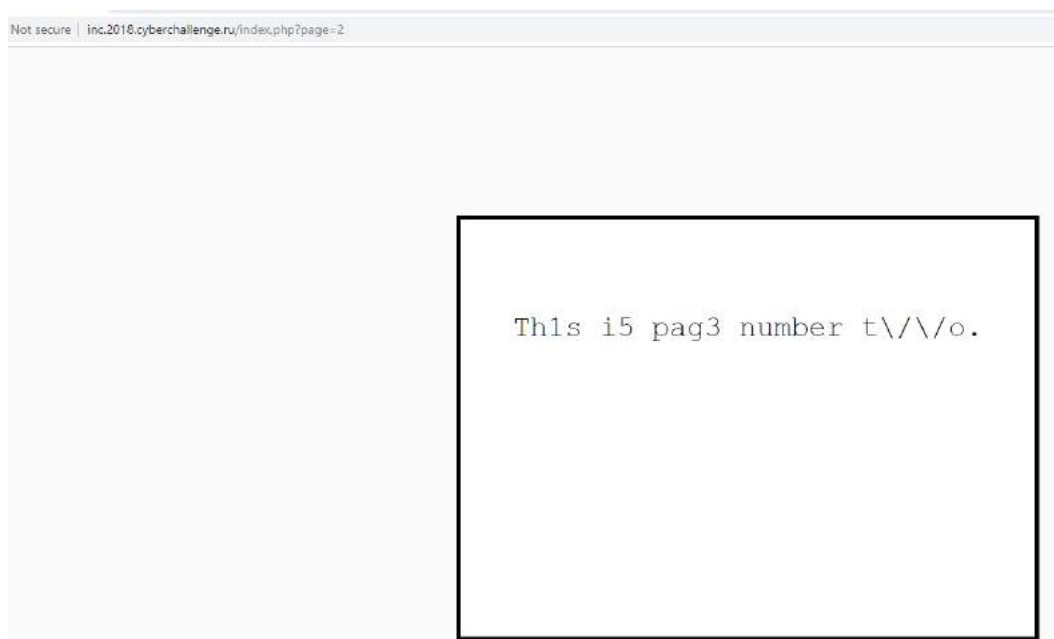 Not secure | inc.2018.cyberchallenge.ru/index.php?page=2
Th1s i5 pag3 number t\/\/o.